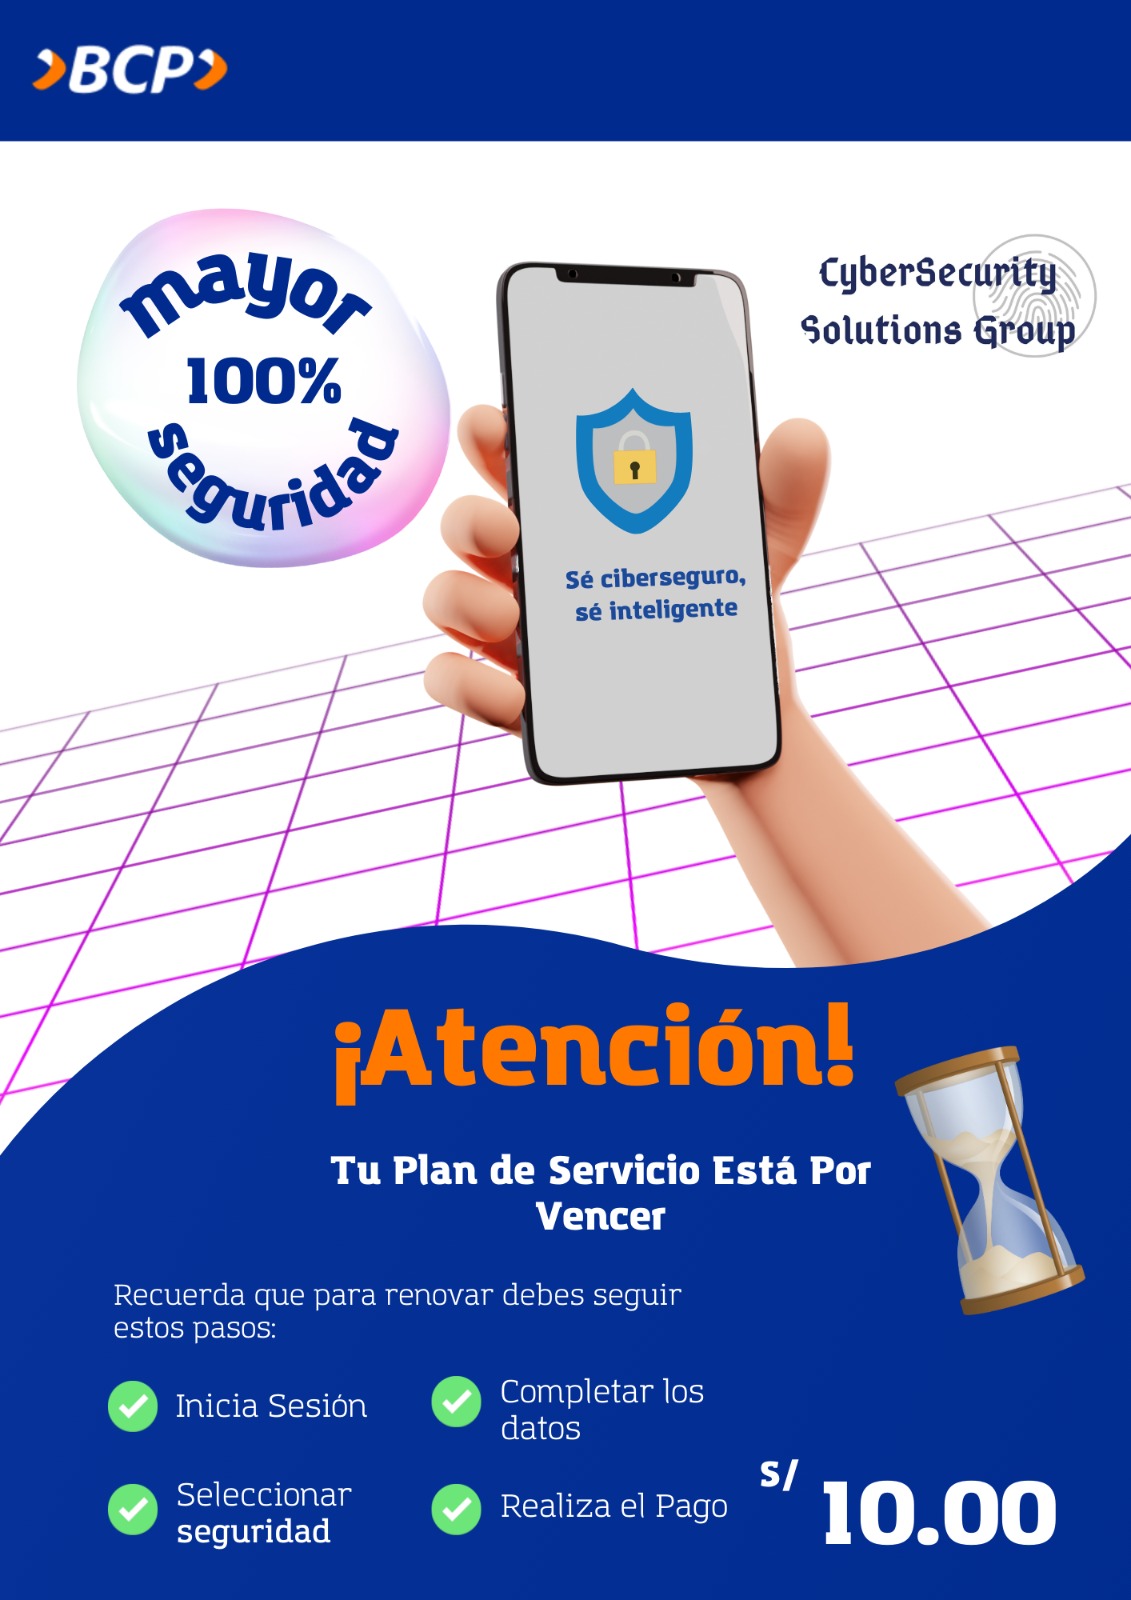 BCP
mayor
100%
seguridad
CyberSecurity
Solutions Group
Sé ciberseguro,
sé inteligente
¡Atención!
Tu Plan de Servicio Está Por
Vencer
Recuerda que para renovar debes seguir
estos pasos:
Inicia Sesión
Completar los
datos
Seleccionar
seguridad
Realiza el Pago
S/ 10.00